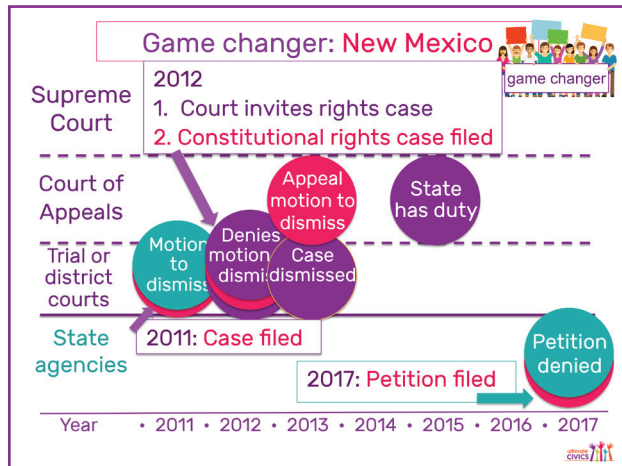 Game changer: New Mexico
game changer
2012
1. Court invites rights case
2. Constitutional rights case filed
Supreme
Court
Court of
Appeals
Appeal
motion to
dismiss
State
has duty
Trial or
district
courts
Motion
to
dismiss
Denies
motion
dismis
Case
dismissed
State
agencies
2011: Case filed
2017: Petition filed
Petition
denied
Year • 2011 • 2012 • 2013 • 2014 • 2015 • 2016 • 2017
ultimate
CIVICS